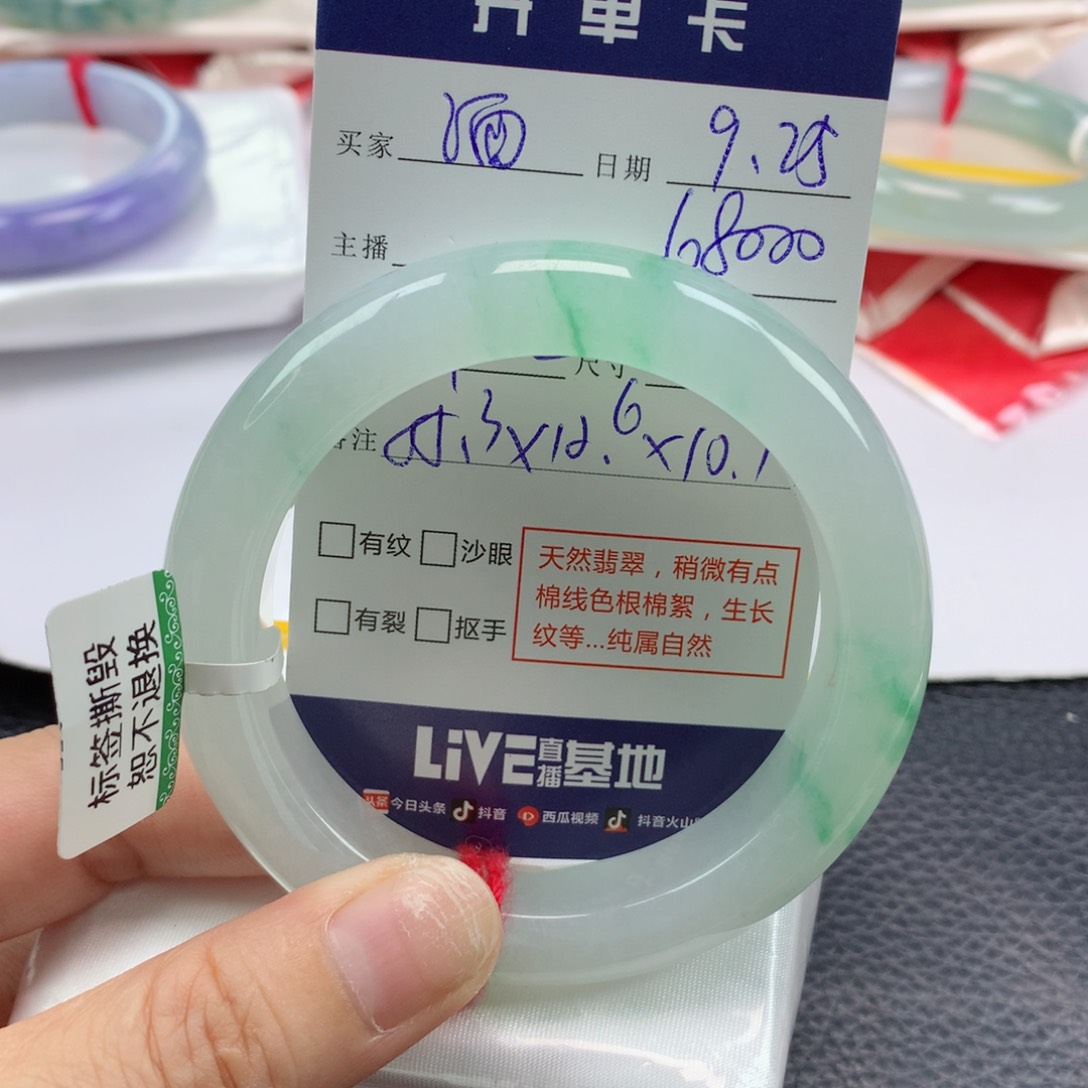 开单卡
买家 缅 日期 9.25
主播 68000
尺寸
备注 55.3×12.6×10.1
□有纹 □沙眼
□有裂 □抠手
天然翡翠，稍微有点
棉线色根棉絮，生长
纹等...纯属自然
LiVE直播基地
头条 今日头条 抖音 西瓜视频 抖音火山
标签撕毁
恕不退换